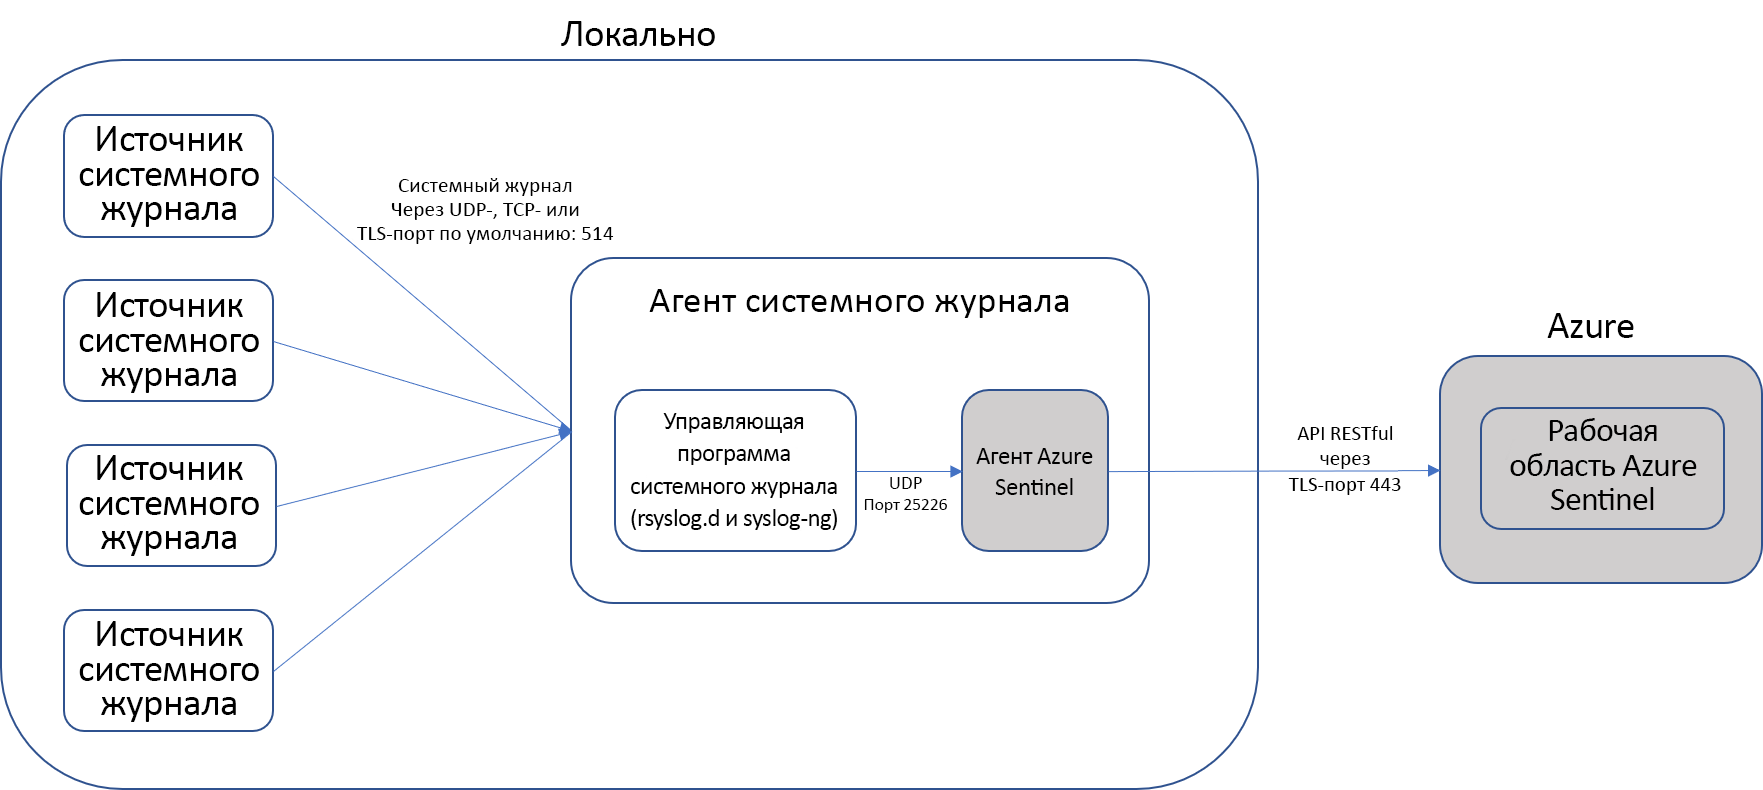 Локально
Источник
системного
журнала
Системный журнал
Через UDP-, TCP- или
TLS-порт по умолчанию: 514
Источник
системного
журнала
Источник
системного
журнала
Источник
системного
журнала
Агент системного журнала
Управляющая
программа
системного журнала
(rsyslog.d и syslog-ng)
UDP
Порт 25226
Агент Azure
Sentinel
API RESTful
через
TLS-порт 443
Azure
Рабочая
область Azure
Sentinel